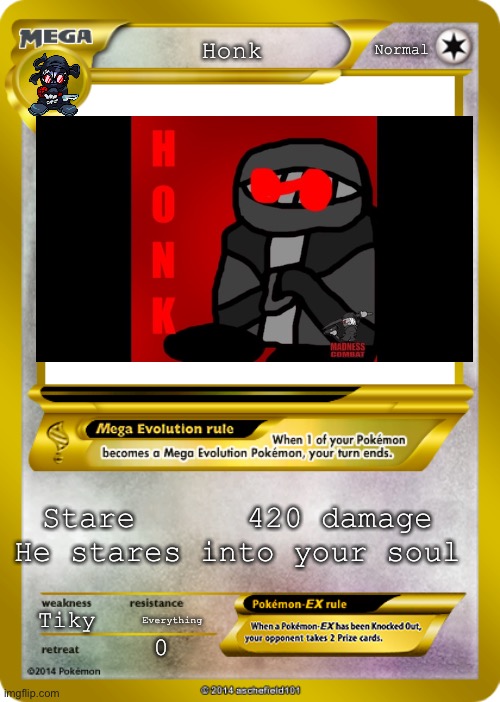 MEGA
Honk
Normal
H
O
N
K
MADNESS
COMBAT
Mega Evolution rule
When 1 of your Pokémon
becomes a Mega Evolution Pokémon, your turn ends.
Stare 420 damage
He stares into your soul
weakness resistance
Tiky Everything
retreat 0
Pokémon-EX rule
When a Pokémon-EX has been Knocked Out,
your opponent takes 2 Prize cards.
©2014 Pokémon
© 2014 aschefield101
imgflip.com